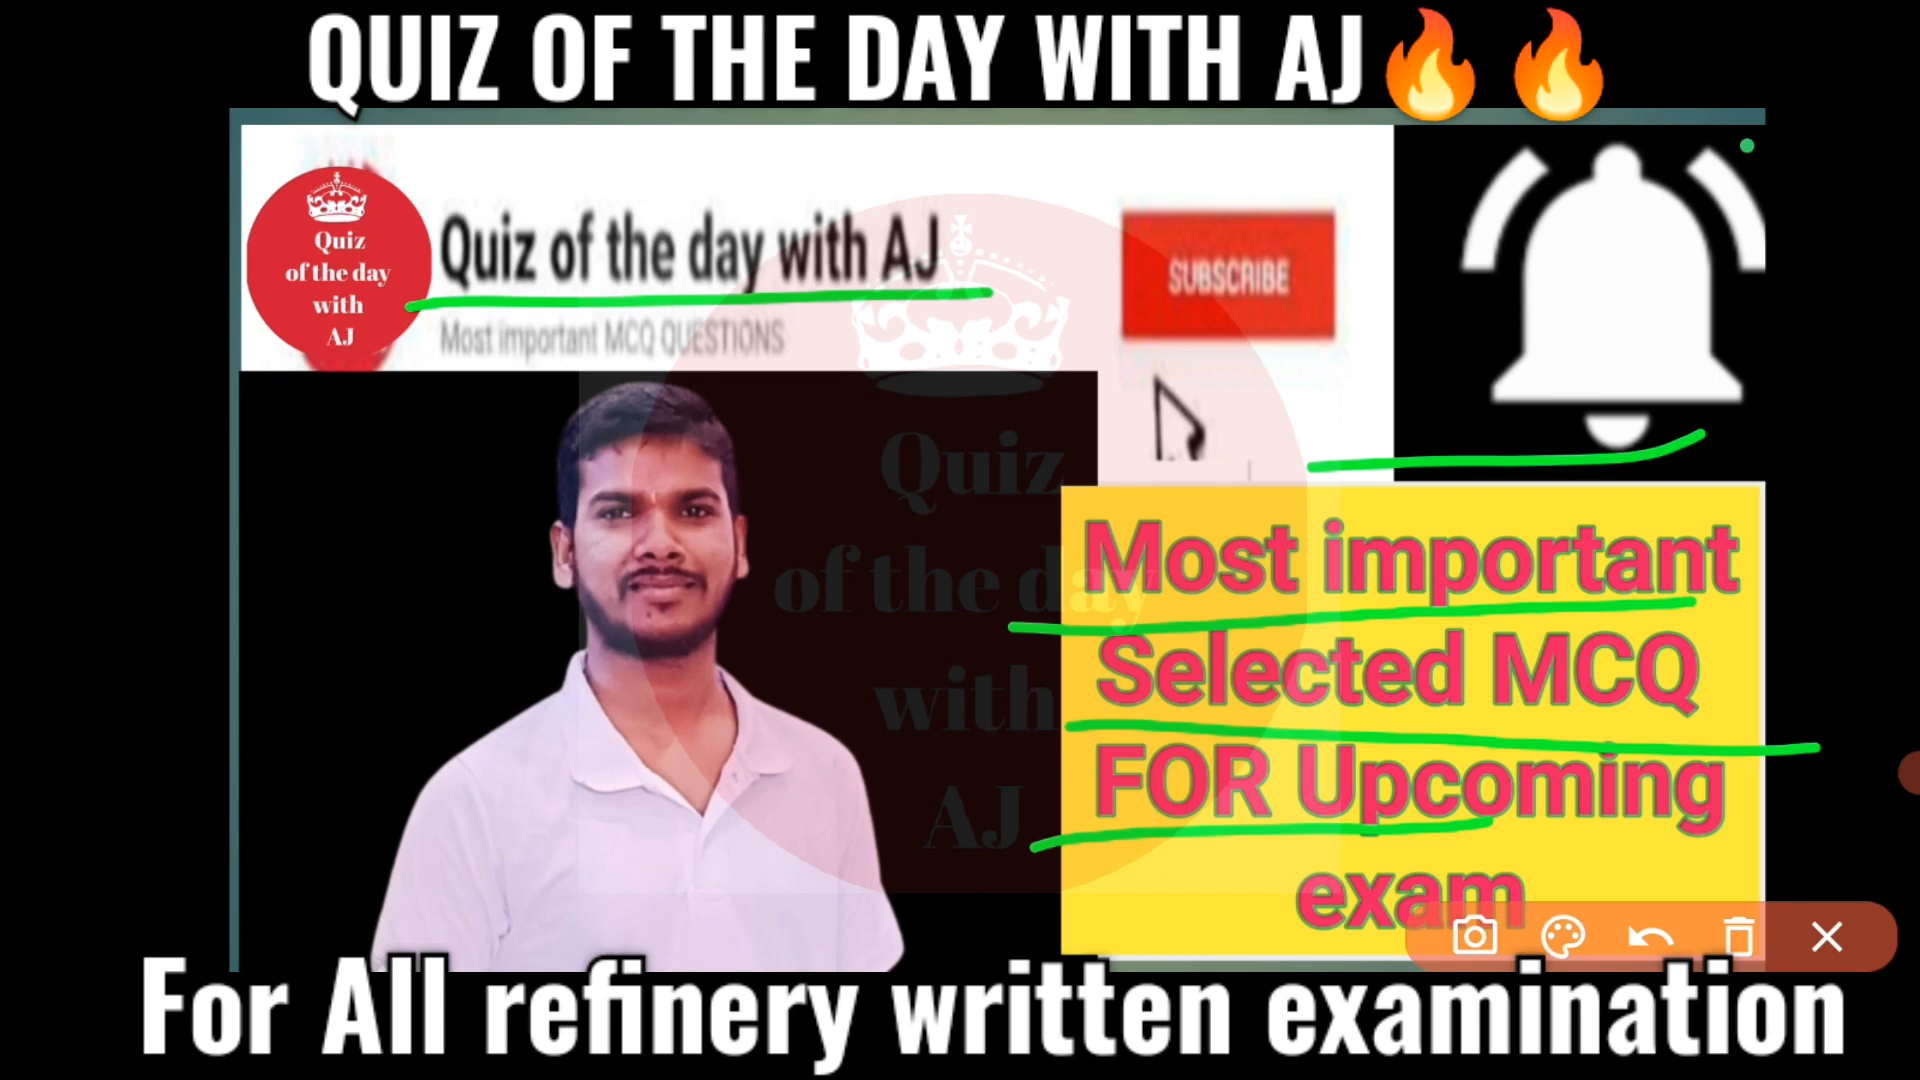 QUIZ OF THE DAY WITH AJ🔥 🔥
Quiz
of the day
with
AJ
Quiz of the day with AJ
Most important MCQ QUESTIONS
SUBSCRIBE
Quiz
of the day
with
AJ
Most important
Selected MCQ
FOR Upcoming
exam
For All refinery written examination